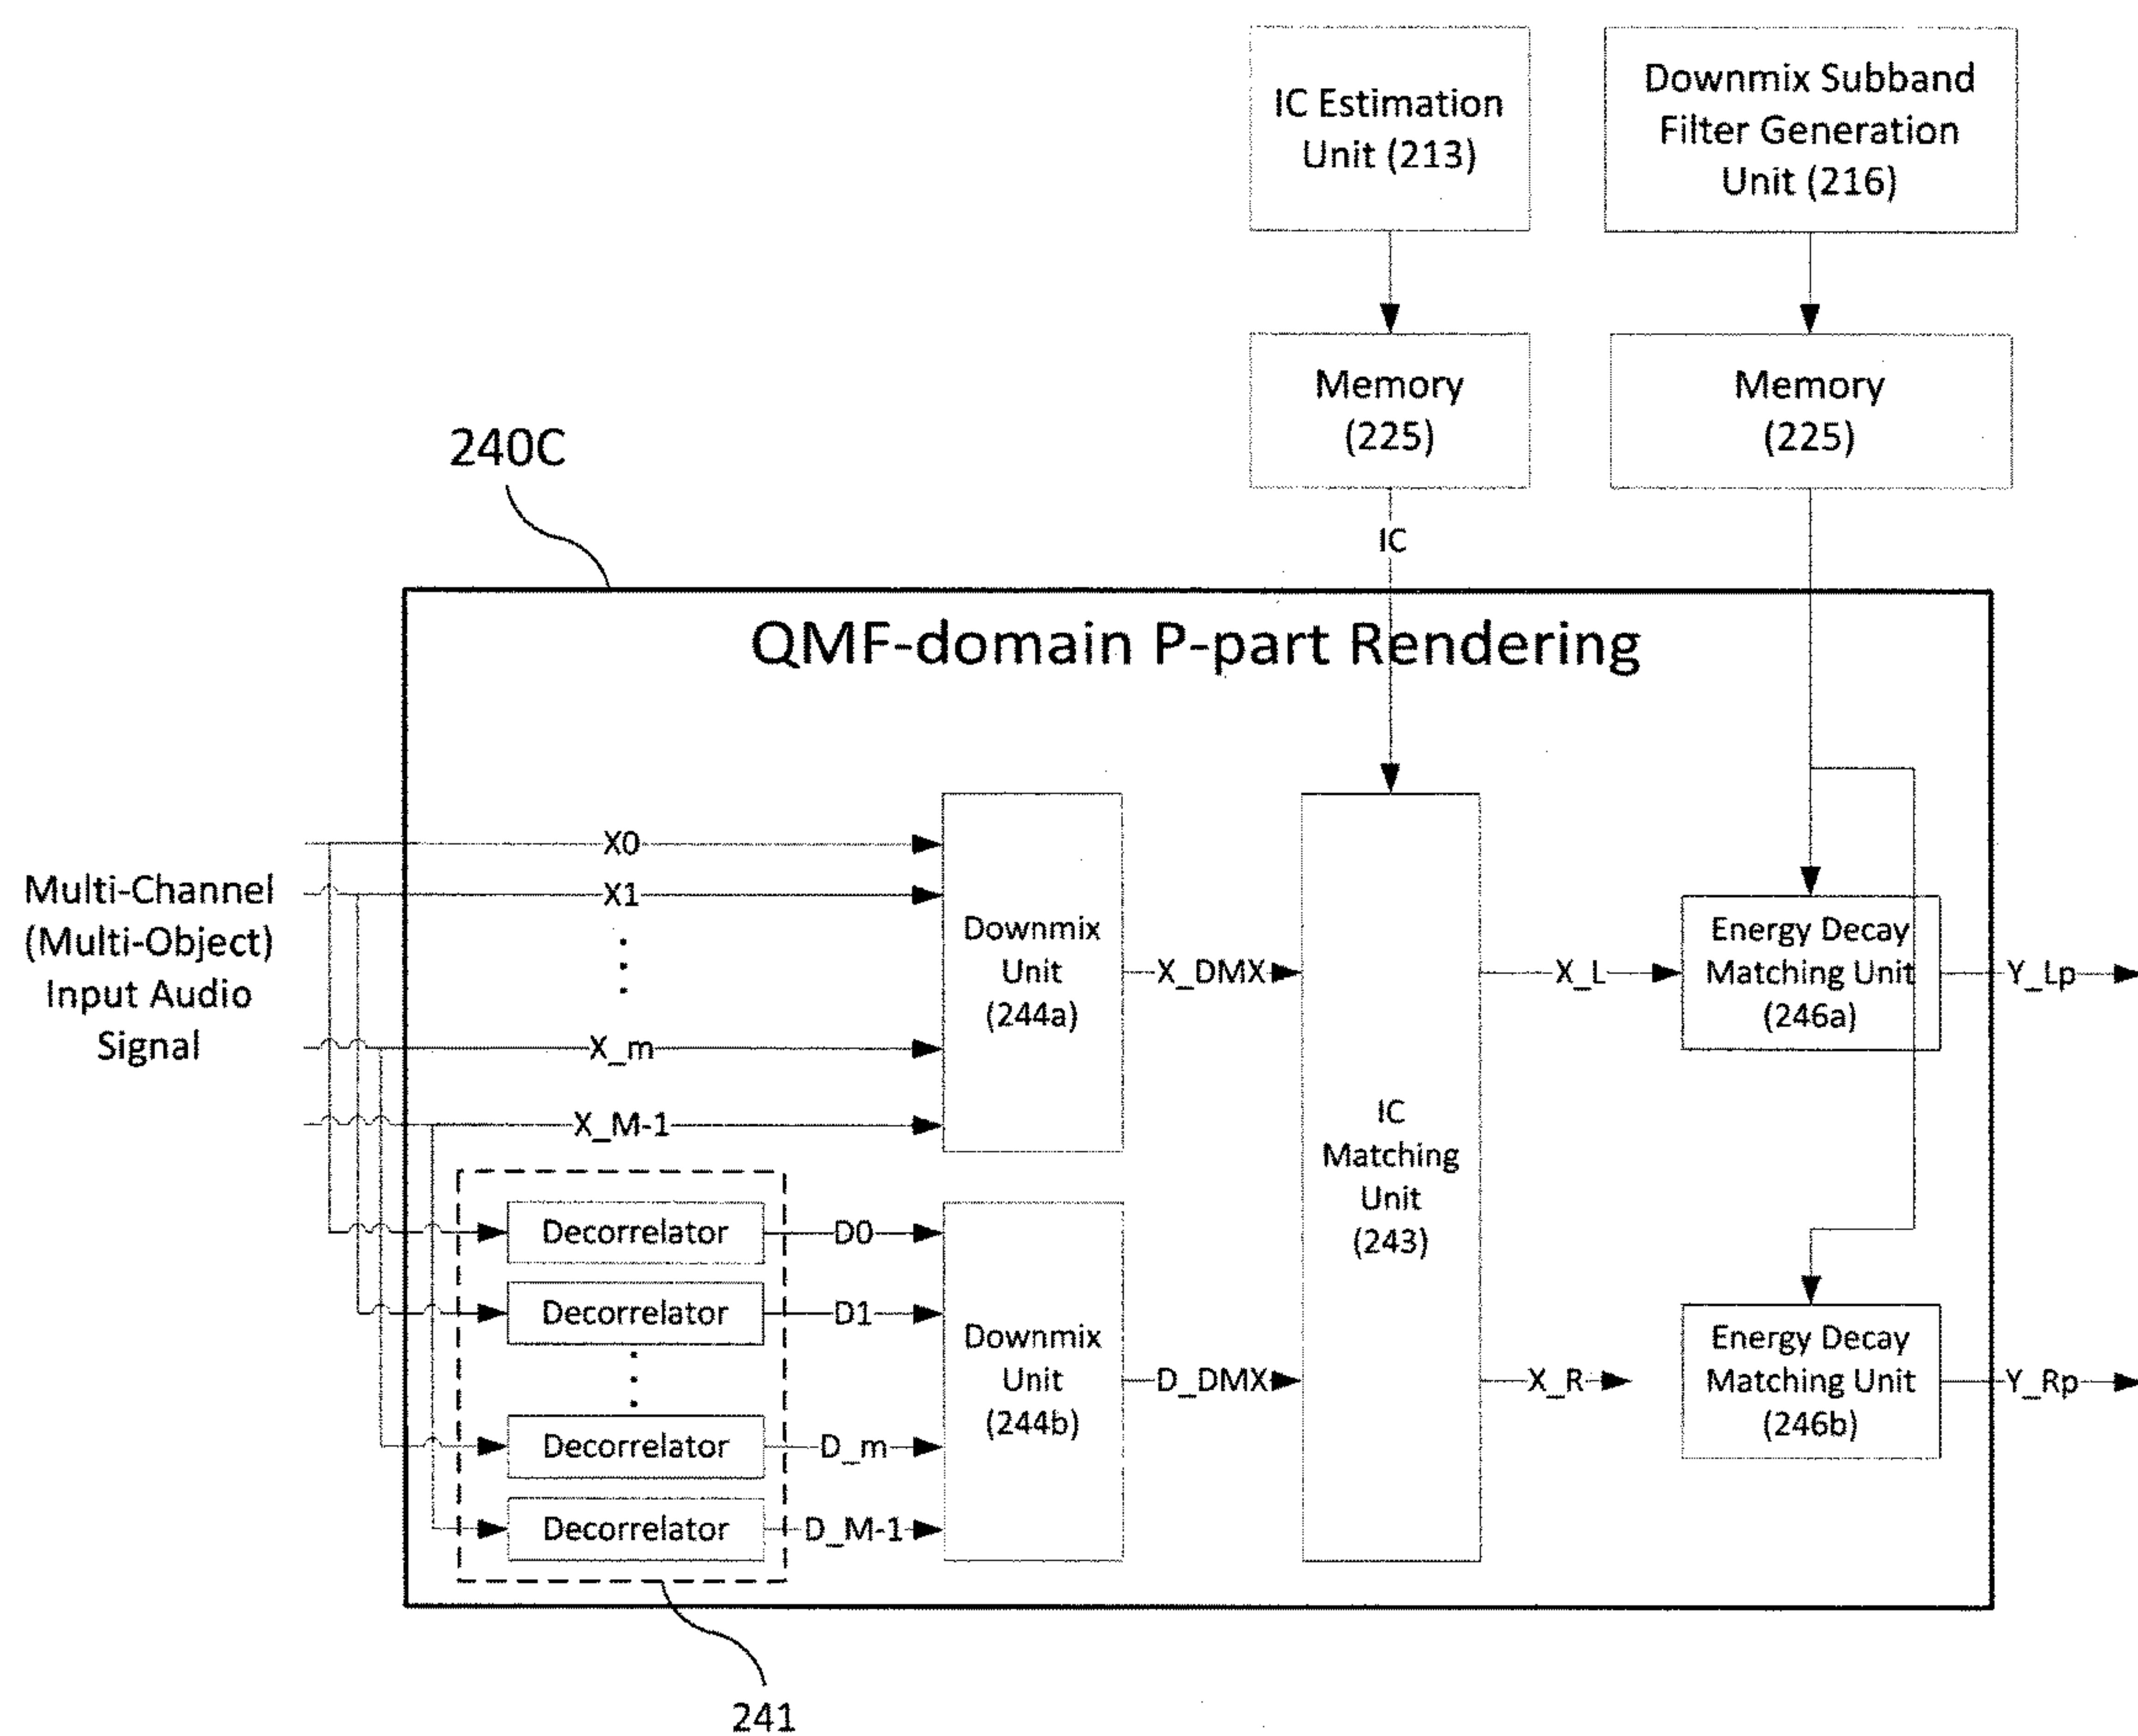 IC Estimation
Unit (213)
Downmix Subband
Filter Generation
Unit (216)
Memory
(225)
Memory
(225)
240C
IC
QMF-domain P-part Rendering
Multi-Channel
(Multi-Object)
Input Audio
Signal
X0
X1
X_m
X_M-1
Downmix
Unit
(244a)
X_DMX
IC
Matching
Unit
(243)
X_L
Energy Decay
Matching Unit
(246a)
Y_Lp
Decorrelator
D0
Decorrelator
D1
Decorrelator
D_m
Decorrelator
D_M-1
Downmix
Unit
(244b)
D_DMX
X_R
Energy Decay
Matching Unit
(246b)
Y_Rp
241